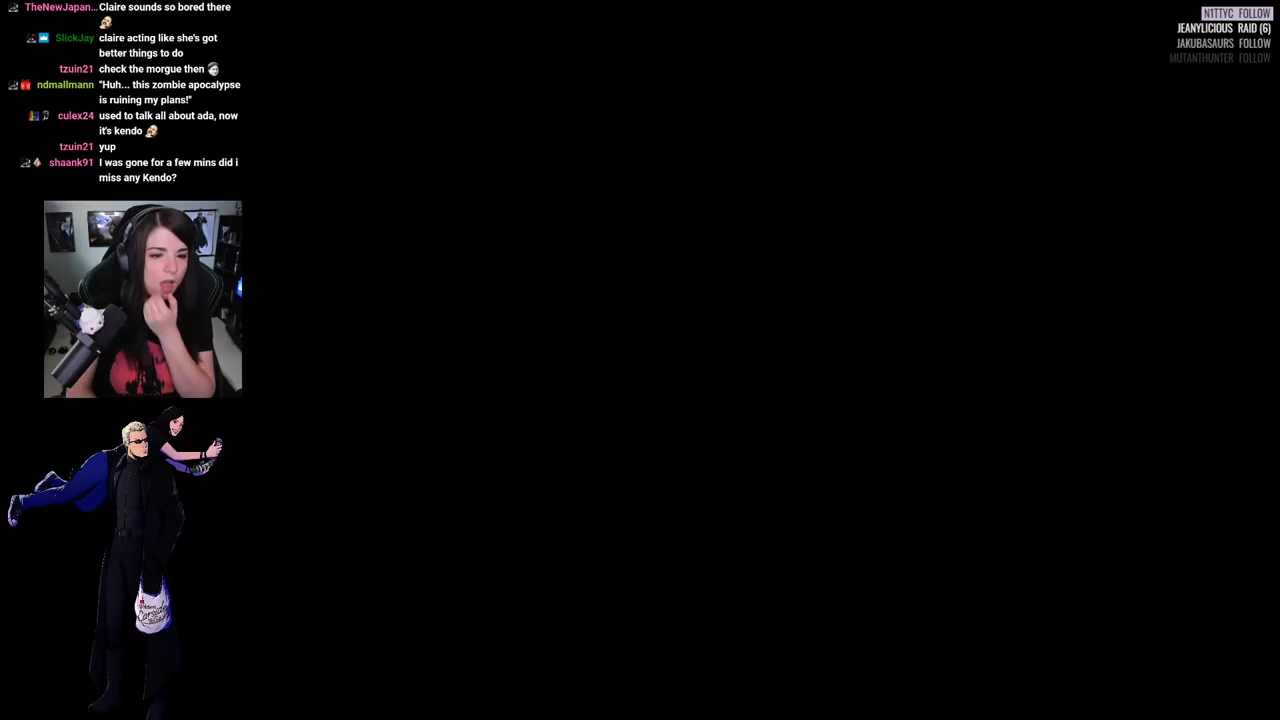 TheNewJapan... Claire sounds so bored there
SlickJay claire acting like she's got
better things to do
tzuin21 check the morgue then
ndmallmann "Huh... this zombie apocalypse
is ruining my plans!"
culex24 used to talk all about ada, now
it's kendo
tzuin21 yup
shaank91 I was gone for a few mins did i
miss any Kendo?
N1TTYC FOLLOW
JEANYLICIOUS RAID (6)
JAKUBASAURS FOLLOW
MUTANTHUNTER FOLLOW